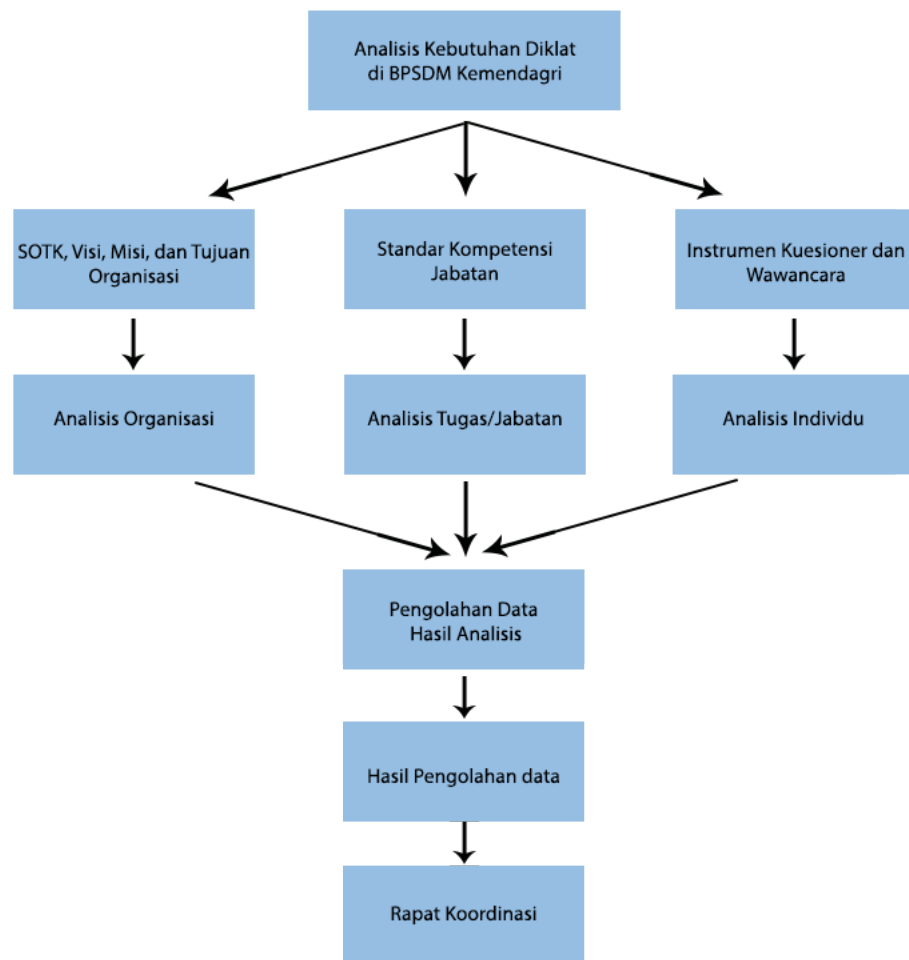 Analisis Kebutuhan Diklat
di BPSDM Kemendagri
SOTK, Visi, Misi, dan Tujuan
Organisasi
Standar Kompetensi
Jabatan
Instrumen Kuesioner dan
Wawancara
Analisis Organisasi
Analisis Tugas/Jabatan
Analisis Individu
Pengolahan Data
Hasil Analisis
Hasil Pengolahan data
Rapat Koordinasi